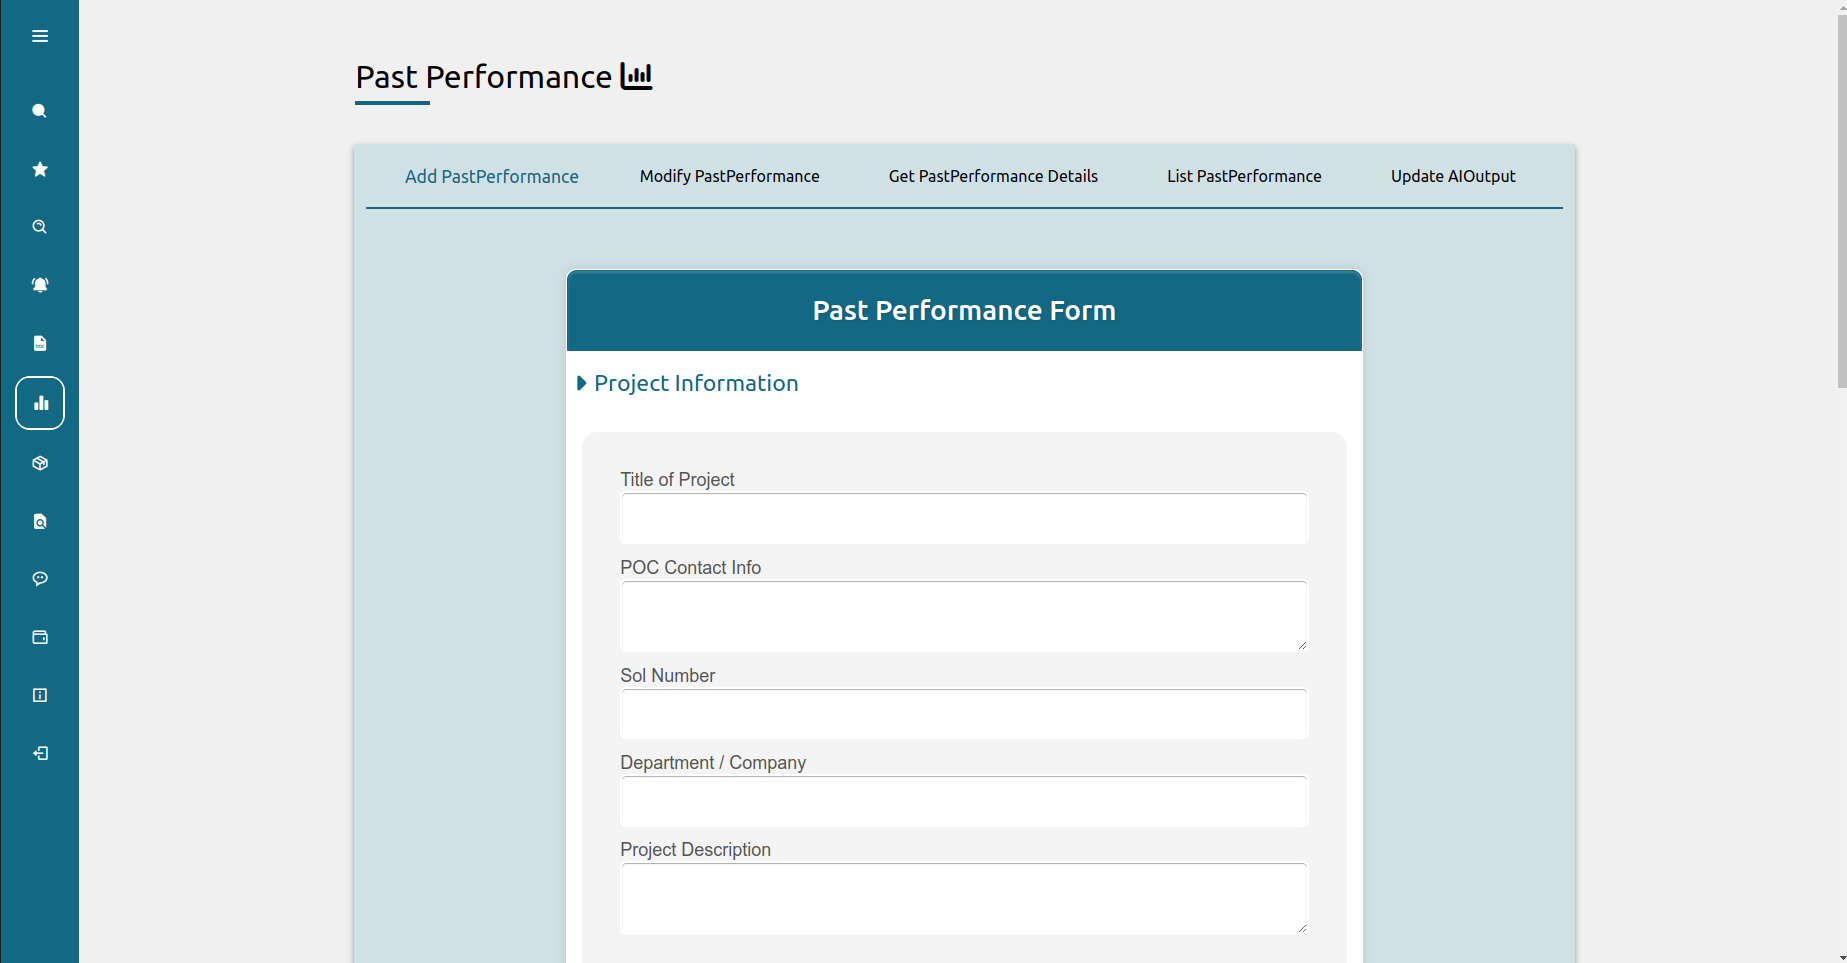 Past Performance
Add PastPerformance
Modify PastPerformance
Get PastPerformance Details
List PastPerformance
Update AIOutput
Past Performance Form
Project Information
Title of Project
POC Contact Info
Sol Number
Department / Company
Project Description